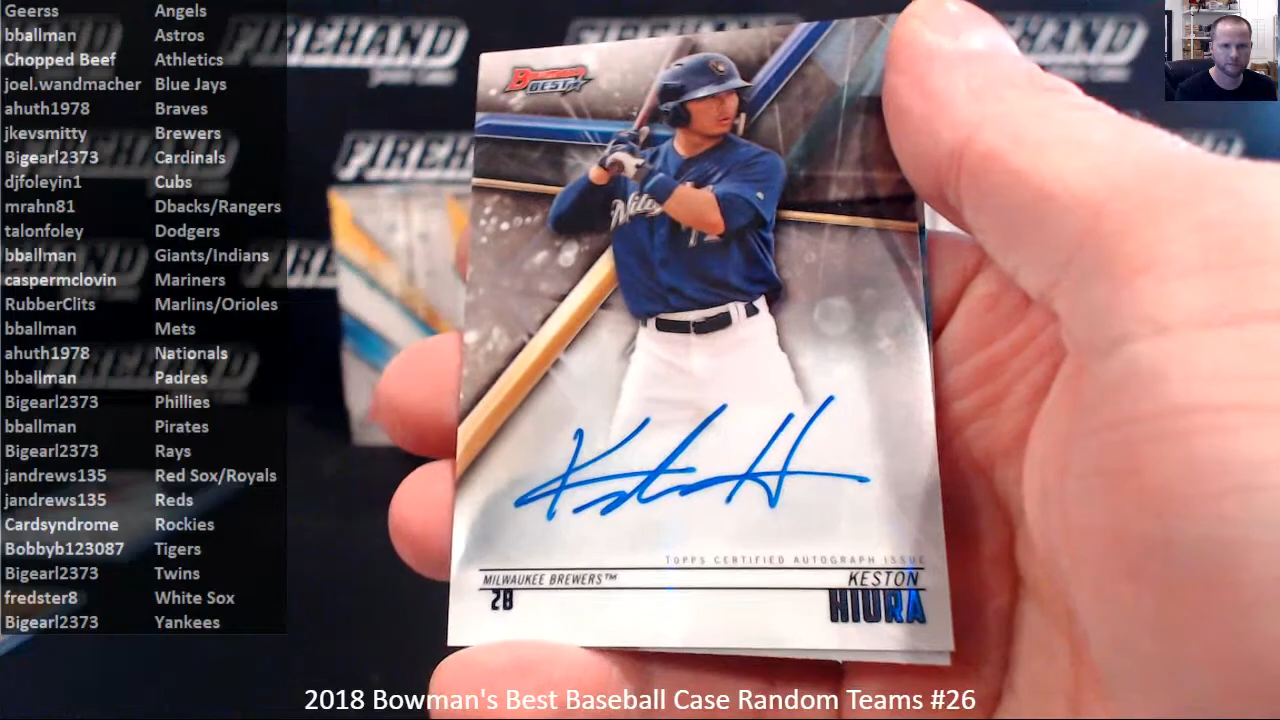 Geerss Angels
bballman Astros
Chopped Beef Athletics
joel.wandmacher Blue Jays
ahuth1978 Braves
jkevsmitty Brewers
Bigearl2373 Cardinals
djfoleyin1 Cubs
mrahn81 Dbacks/Rangers
talonfoley Dodgers
bballman Giants/Indians
caspermclovin Mariners
RubberClits Marlins/Orioles
bballman Mets
ahuth1978 Nationals
bballman Padres
Bigearl2373 Phillies
bballman Pirates
Bigearl2373 Rays
jandrews135 Red Sox/Royals
jandrews135 Reds
Cardsyndrome Rockies
Bobbyb123087 Tigers
Bigearl2373 Twins
fredster8 White Sox
Bigearl2373 Yankees
FIREHAND
FIREHAND
BOWMAN'S
BEST
TOPPS CERTIFIED AUTOGRAPH ISSUE
MILWAUKEE BREWERS™ KESTON
2B HIURA
2018 Bowman's Best Baseball Case Random Teams #26